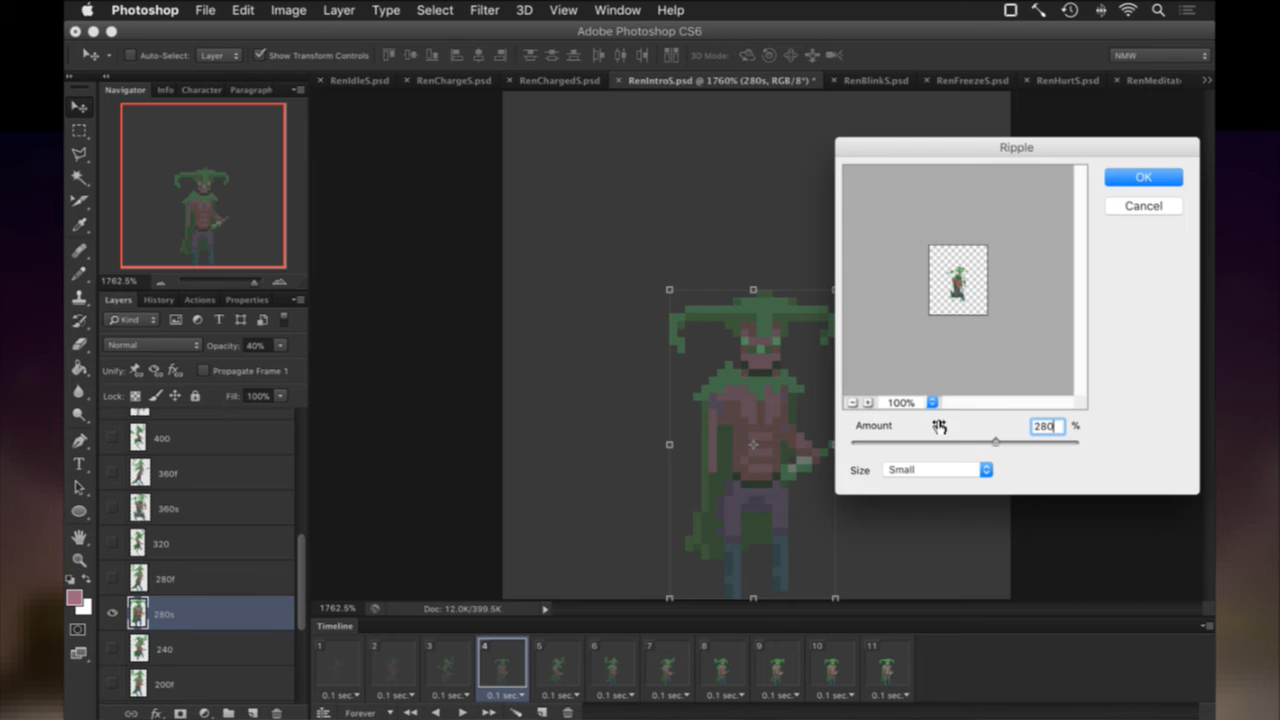 Photoshop File Edit Image Layer Type Select Filter 3D View Window Help
Adobe Photoshop CS6
Auto-Select: Layer Show Transform Controls 3D Mode: NMW
RenIdleS.psd RenChargeS.psd RenChargedS.psd RenIntroS.psd @ 1760% (280s, RGB/8*) * RenBlinkS.psd RenFreezeS.psd RenHurtS.psd RenMeditat
Navigator Info Character Paragraph
1762.5%
Layers History Actions Properties
Kind
Normal Opacity: 40%
Unify: Propagate Frame 1
Lock: Fill: 100%
400
360f
360s
320
280f
280s
240
200f
Ripple
OK
Cancel
100%
Amount 280 %
Size Small
1762.5% Doc: 12.0K/399.5K
Timeline
1 2 3 4 5 6 7 8 9 10 11
0.1 sec. 0.1 sec. 0.1 sec. 0.1 sec. 0.1 sec. 0.1 sec. 0.1 sec. 0.1 sec. 0.1 sec. 0.1 sec. 0.1 sec.
Forever